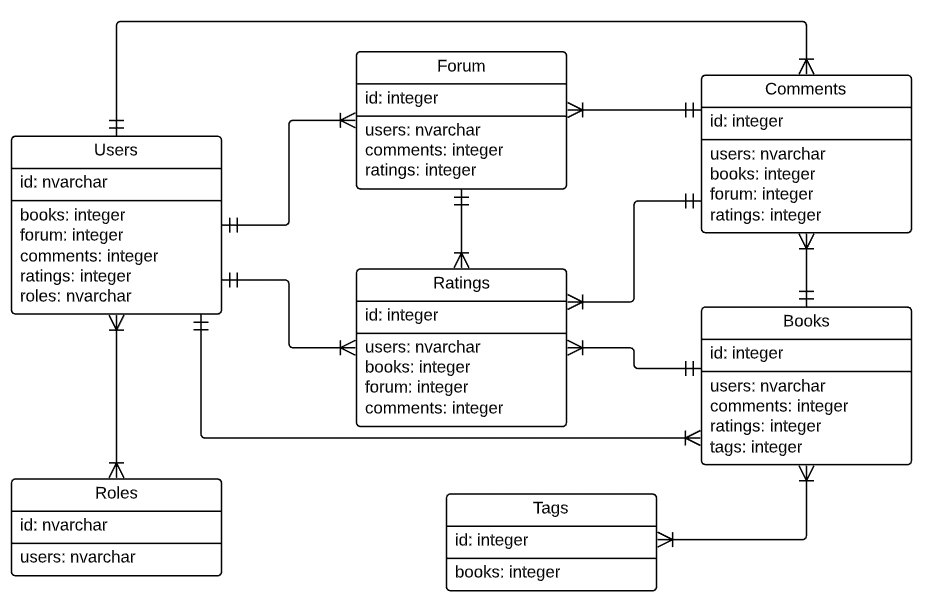 Forum
id: integer
users: nvarchar
comments: integer
ratings: integer
Comments
id: integer
users: nvarchar
books: integer
forum: integer
ratings: integer
Users
id: nvarchar
books: integer
forum: integer
comments: integer
ratings: integer
roles: nvarchar
Ratings
id: integer
users: nvarchar
books: integer
forum: integer
comments: integer
Books
id: integer
users: nvarchar
comments: integer
ratings: integer
tags: integer
Roles
id: nvarchar
users: nvarchar
Tags
id: integer
books: integer